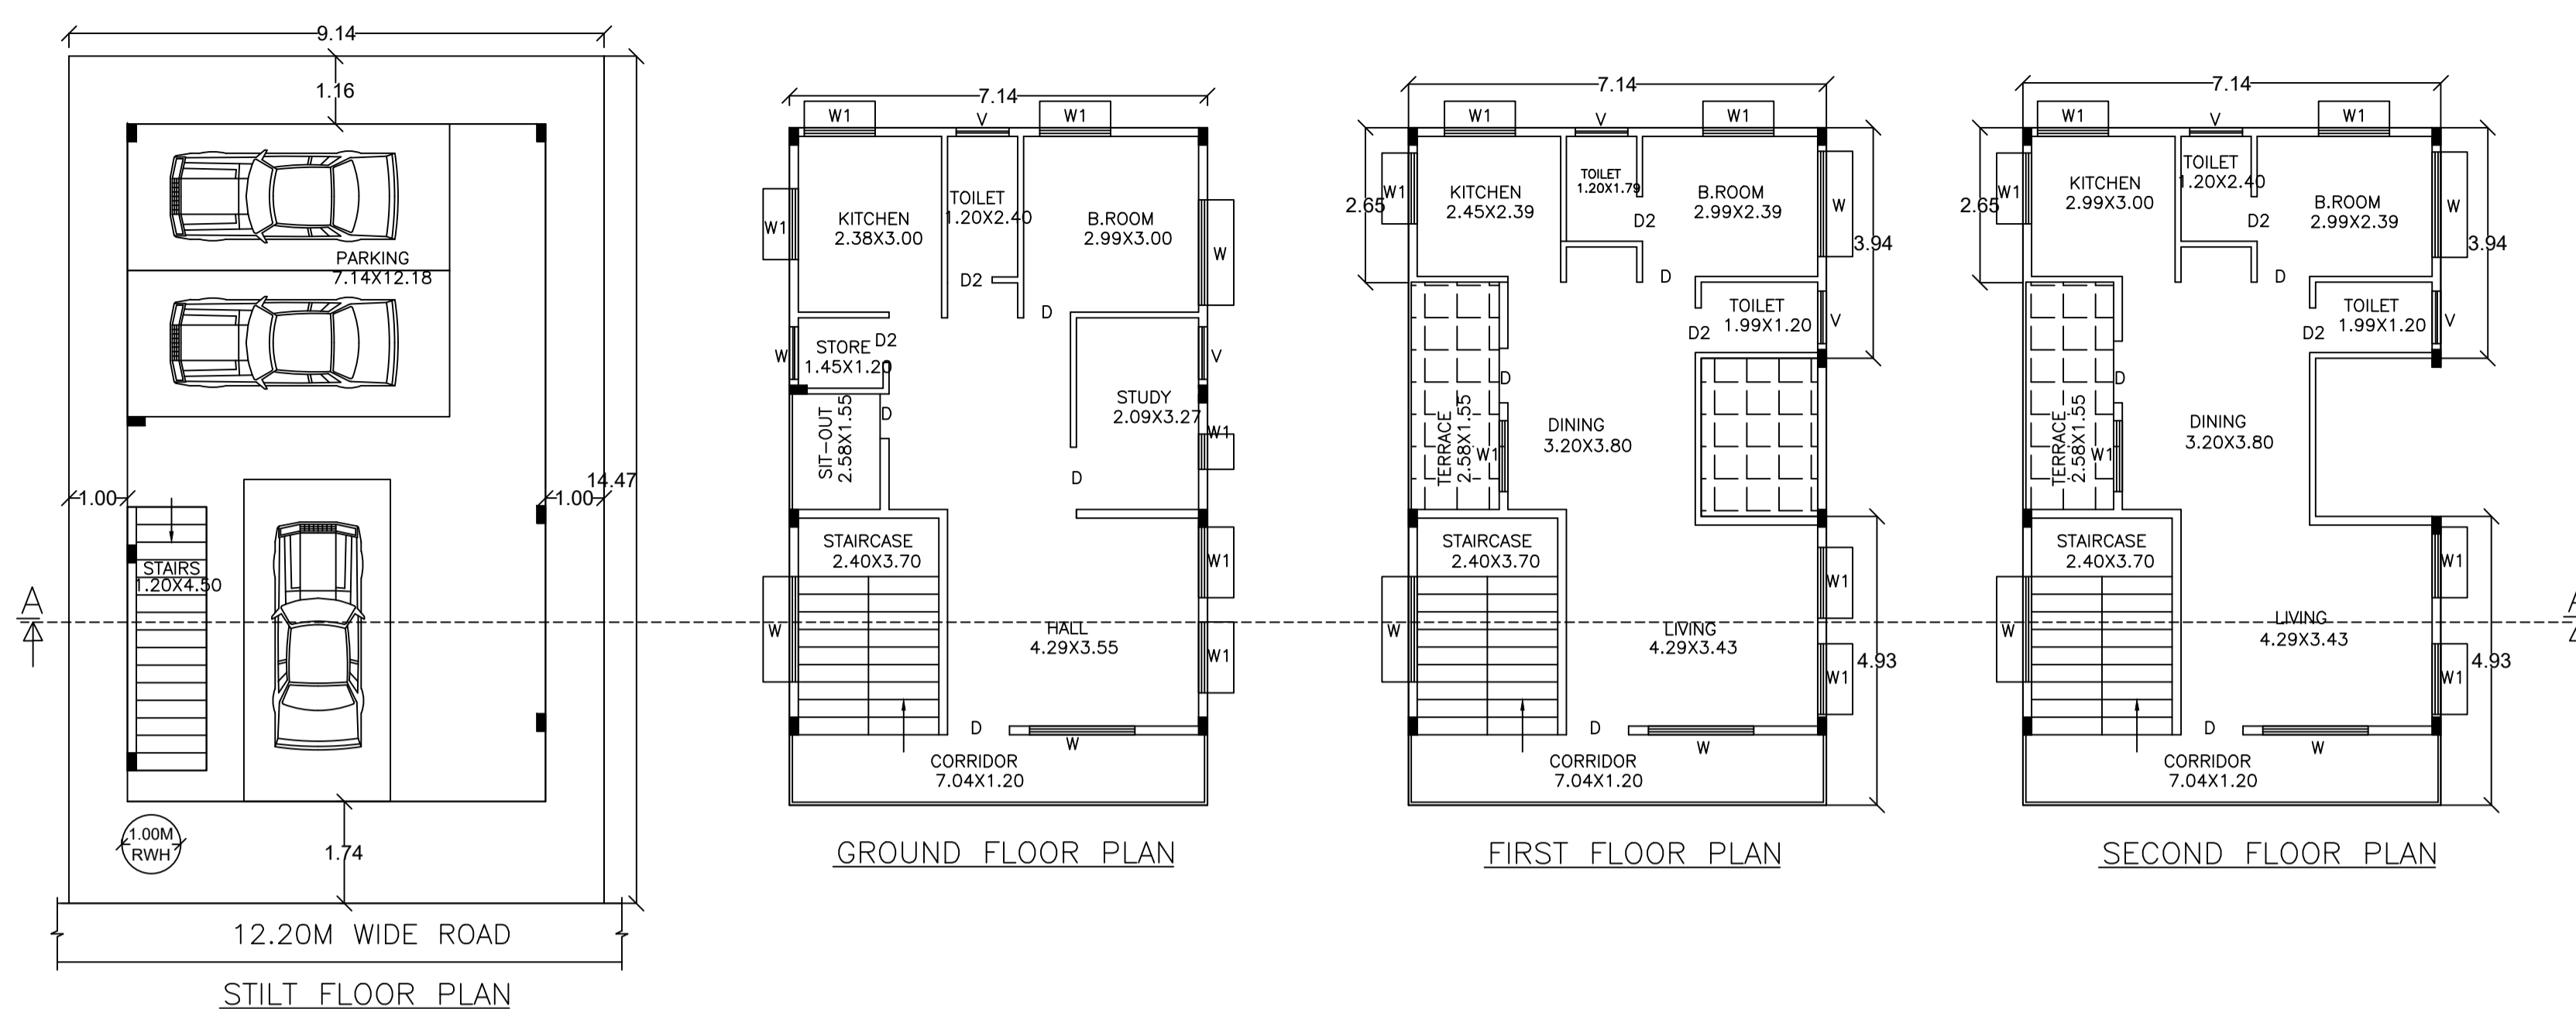 9.14
1.16
PARKING
7.14X12.18
14.47
1.00
1.00
STAIRS
1.20X4.50
A
1.00M
RWH
1.74
12.20M WIDE ROAD
STILT FLOOR PLAN
7.14
W1
V
W1
W1
KITCHEN
2.38X3.00
TOILET
1.20X2.40
B.ROOM
2.99X3.00
W
D2
D
W
STORE
D2
1.45X1.20
V
SIT-OUT
2.58X1.55
D
STUDY
2.09X3.27
W1
D
STAIRCASE
2.40X3.70
W1
W
HALL
4.29X3.55
W1
D
W
CORRIDOR
7.04X1.20
GROUND FLOOR PLAN
7.14
W1
V
W1
W1
2.65
KITCHEN
2.45X2.39
TOILET
1.20X1.79
B.ROOM
2.99X2.39
W
D2
3.94
D
TOILET
1.99X1.20
D2
V
D
TERRACE
2.58X1.55
W1
DINING
3.20X3.80
STAIRCASE
2.40X3.70
W1
W
LIVING
4.29X3.43
W1
4.93
D
W
CORRIDOR
7.04X1.20
FIRST FLOOR PLAN
7.14
W1
V
W1
W1
2.65
KITCHEN
2.99X3.00
TOILET
1.20X2.40
B.ROOM
2.99X2.39
W
D2
3.94
D
TOILET
1.99X1.20
D2
V
D
TERRACE
2.58X1.55
W1
DINING
3.20X3.80
STAIRCASE
2.40X3.70
W1
W
LIVING
4.29X3.43
W1
4.93
D
W
CORRIDOR
7.04X1.20
SECOND FLOOR PLAN